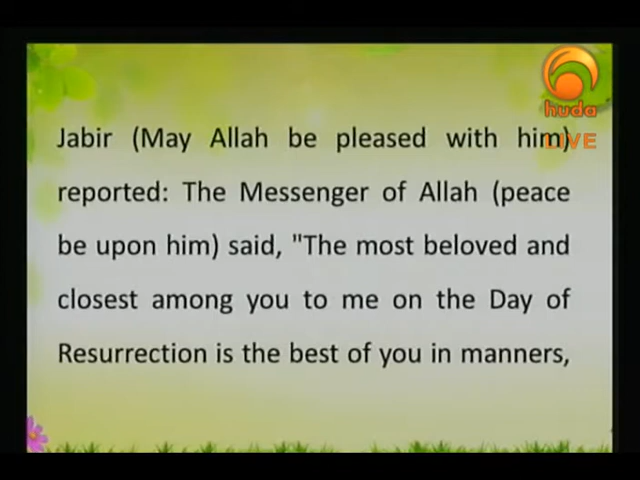 huda
LIVE
Jabir (May Allah be pleased with him)
reported: The Messenger of Allah (peace
be upon him) said, "The most beloved and
closest among you to me on the Day of
Resurrection is the best of you in manners,